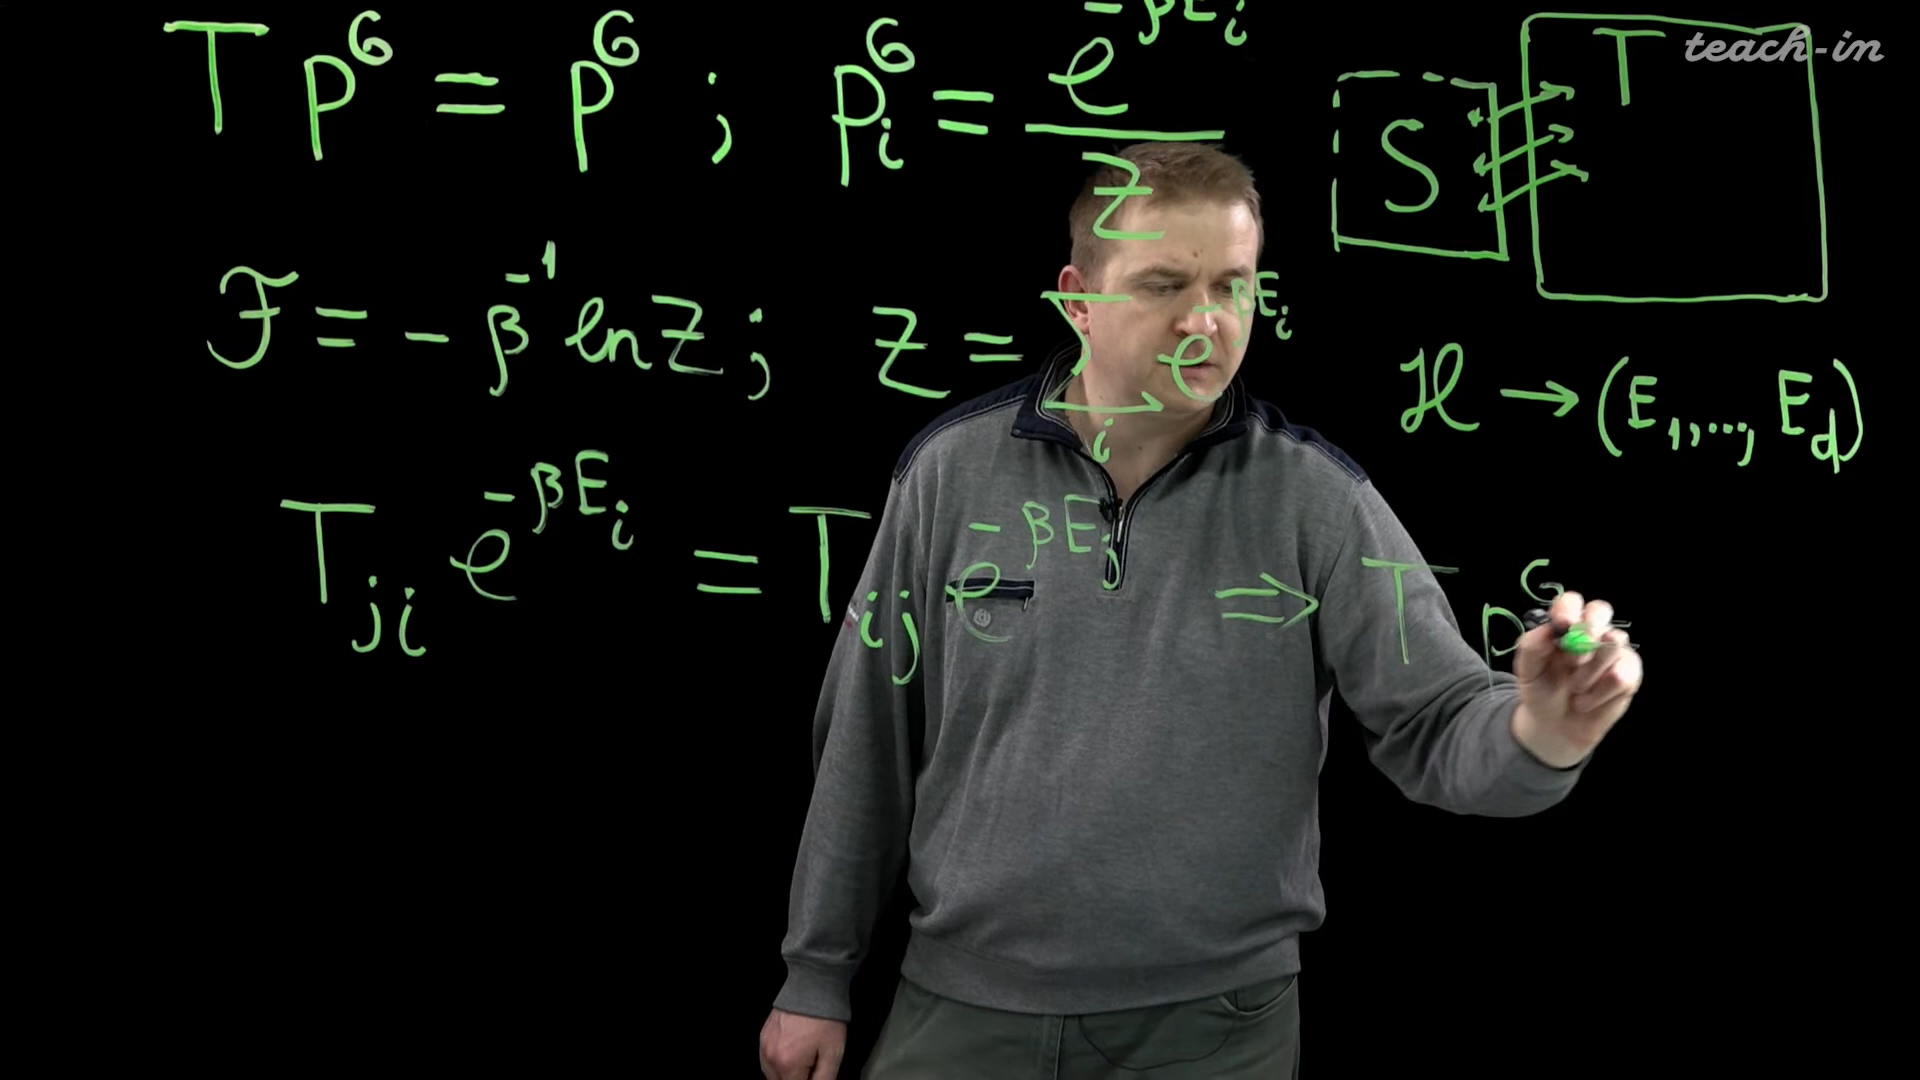 T p^G = p^G ; p_i^G = e^{-βE_i} / Z
T
teach-in
S
ℱ = - β^{-1} ln Z ; Z = Σ_i e^{-βE_i}
ℋ → (E_1, ..., E_d)
T_{ji} e^{-βE_i} = T_{ij} e^{-βE_j} ⇒ T p^G =